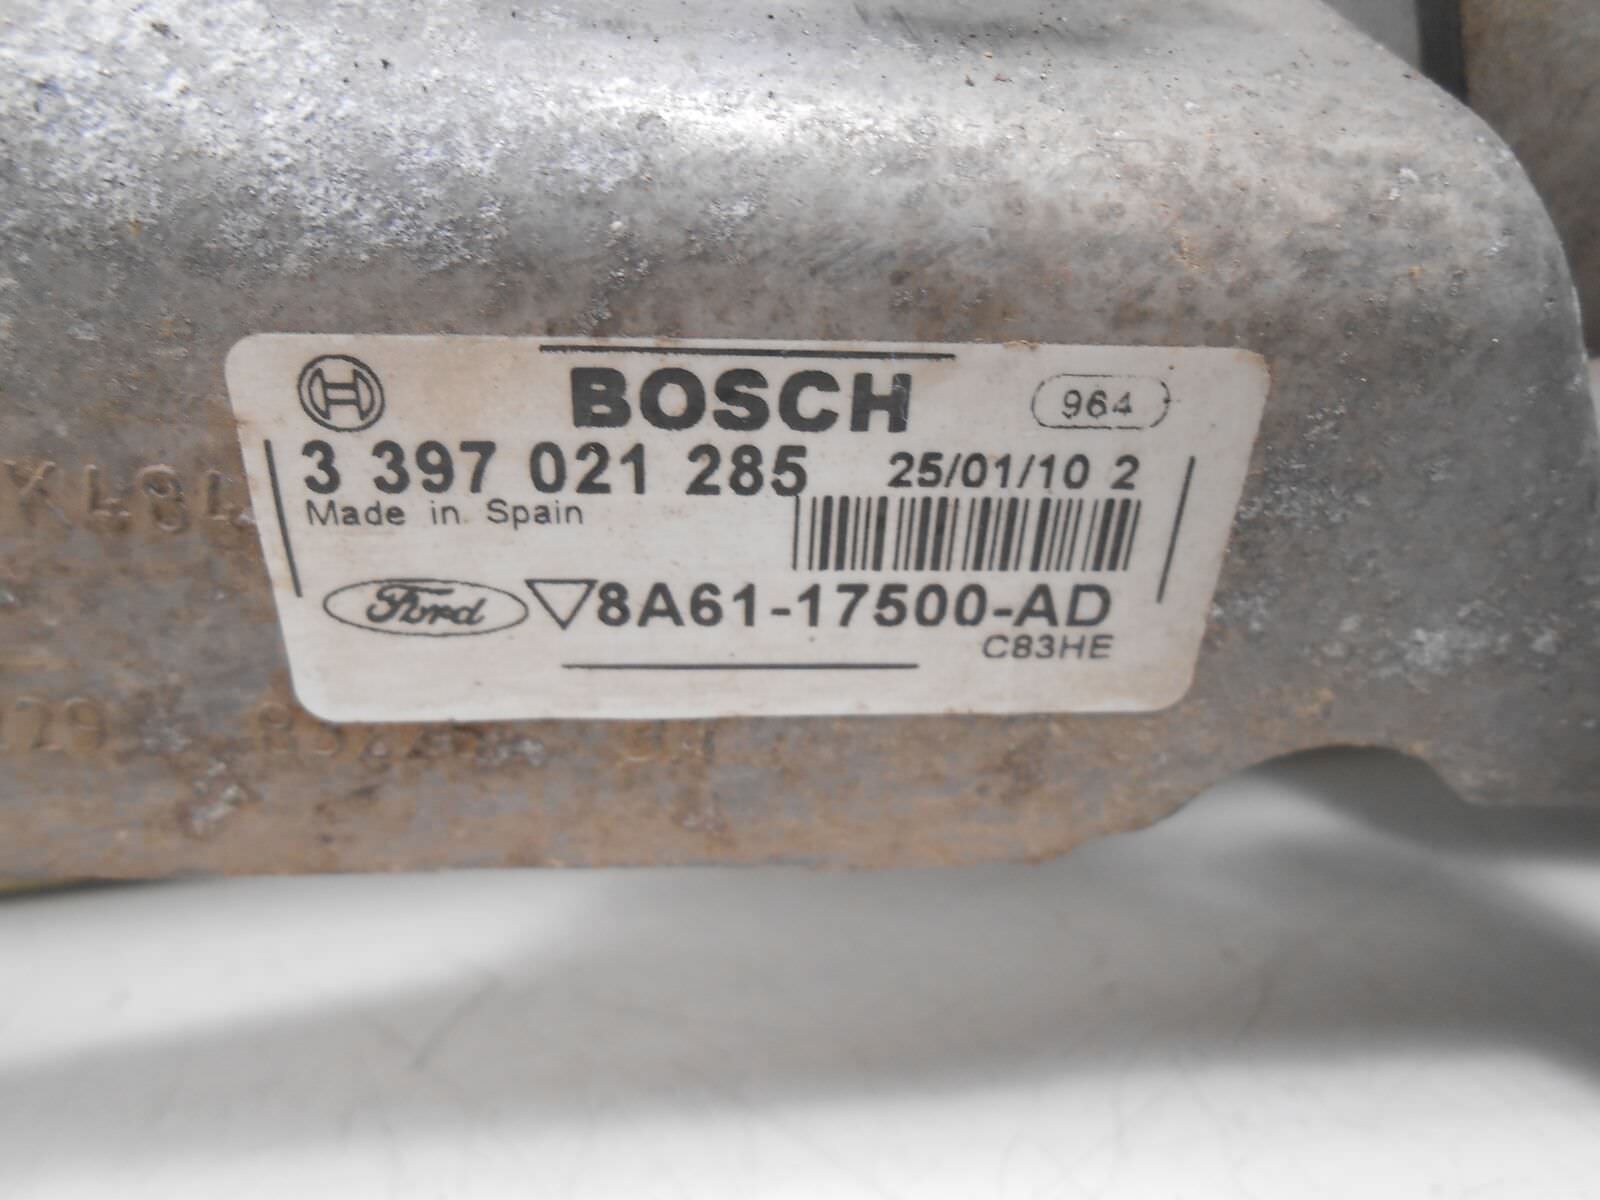 BOSCH
964
3 397 021 285
25/01/10 2
Made in Spain
Ford
8A61-17500-AD
C83HE